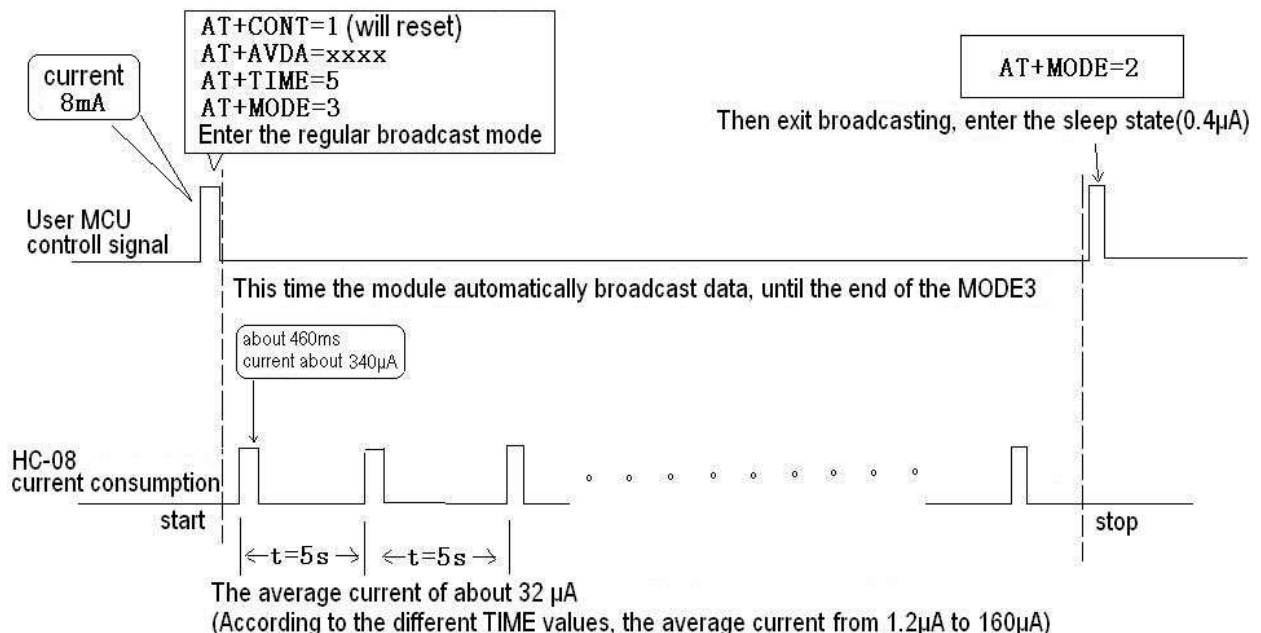 AT+CONT=1 (will reset)
AT+AVDA=xxxx
AT+TIME=5
AT+MODE=3
Enter the regular broadcast mode
current
8mA
AT+MODE=2
Then exit broadcasting, enter the sleep state(0.4μA)
User MCU
controll signal
This time the module automatically broadcast data, until the end of the MODE3
about 460ms
current about 340μA
HC-08
current consumption
start
stop
t=5s
t=5s
The average current of about 32 μA
(According to the different TIME values, the average current from 1.2μA to 160μA)